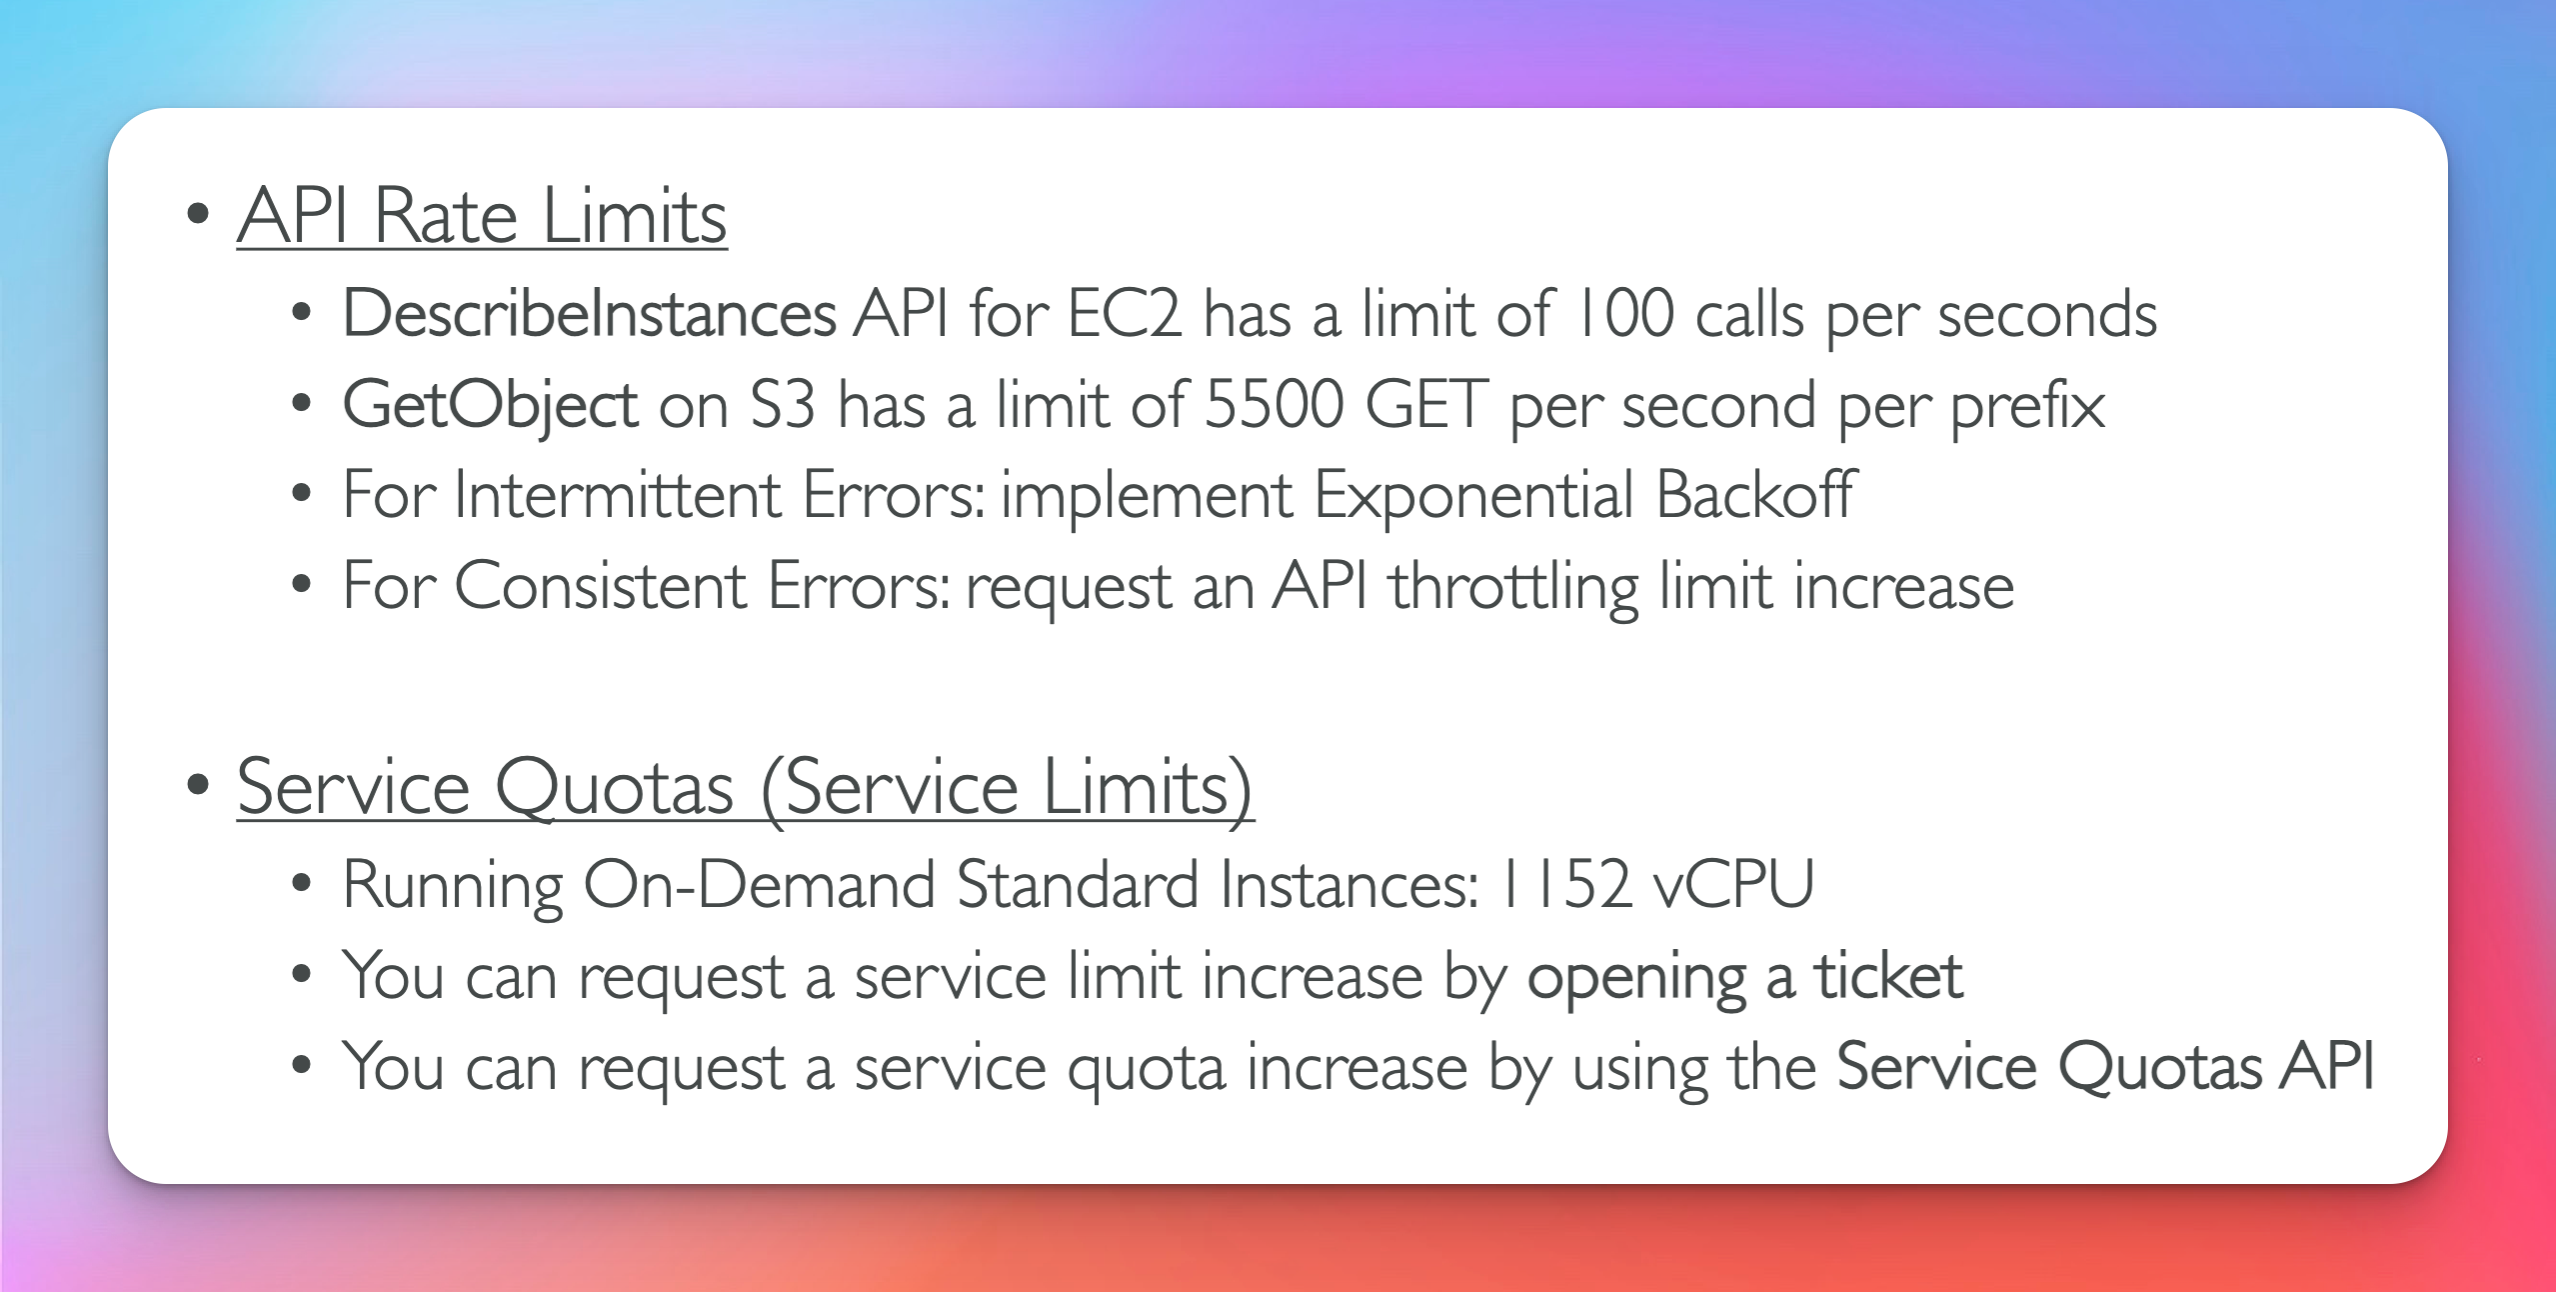 • API Rate Limits
• DescribeInstances API for EC2 has a limit of 100 calls per seconds
• GetObject on S3 has a limit of 5500 GET per second per prefix
• For Intermittent Errors: implement Exponential Backoff
• For Consistent Errors: request an API throttling limit increase
• Service Quotas (Service Limits)
• Running On-Demand Standard Instances: 1152 vCPU
• You can request a service limit increase by opening a ticket
• You can request a service quota increase by using the Service Quotas API